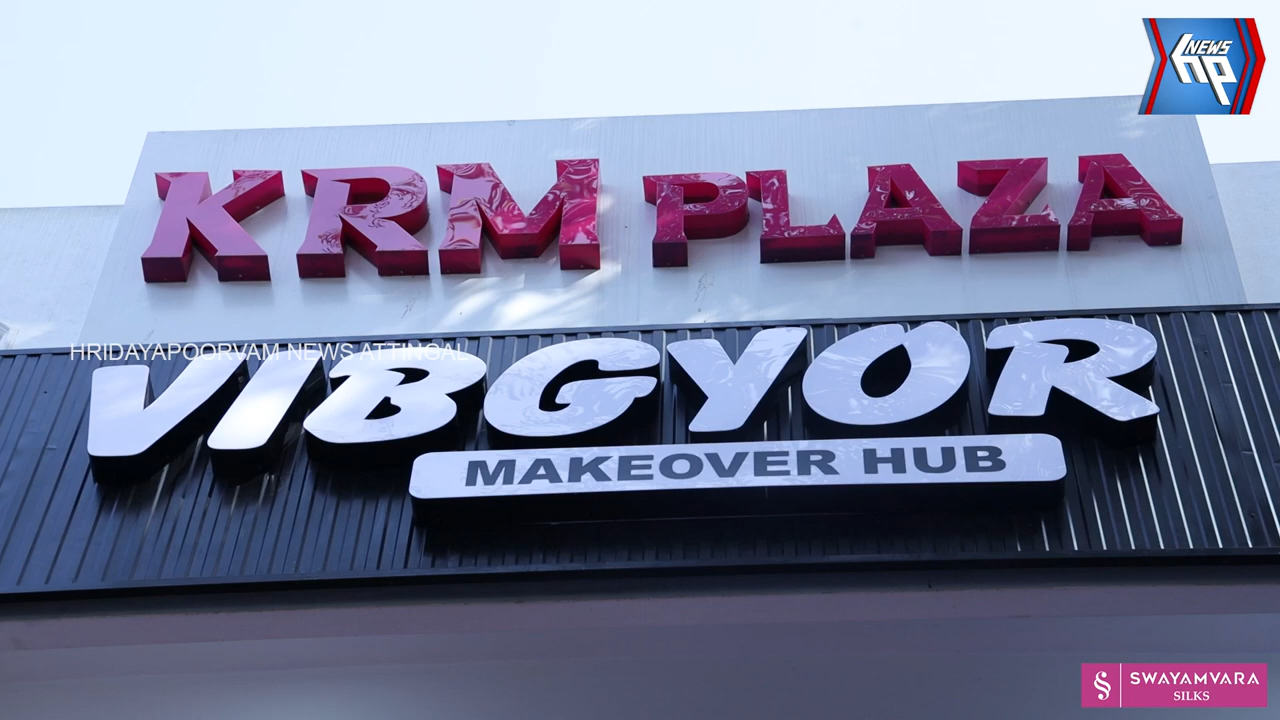 NEWS
hp
KRM PLAZA
HRIDAYAPOORVAM NEWS ATTINGAL
VIBGYOR
MAKEOVER HUB
SWAYAMVARA
SILKS